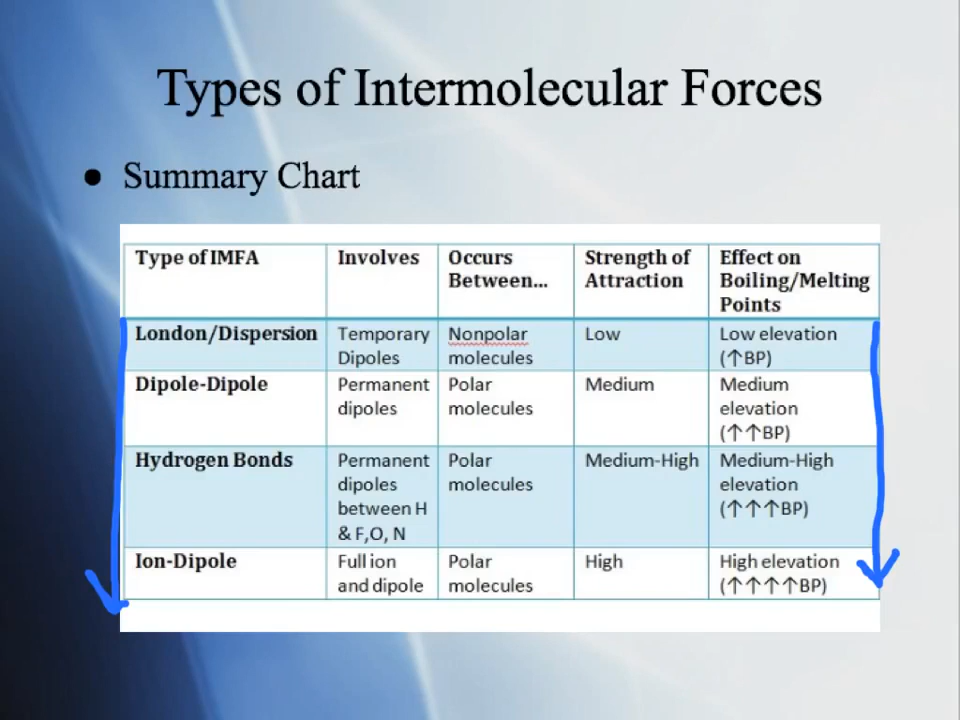 Types of Intermolecular Forces
● Summary Chart
Type of IMFA Involves Occurs Between... Strength of Attraction Effect on Boiling/Melting Points
London/Dispersion Temporary Dipoles Nonpolar molecules Low Low elevation (↑BP)
Dipole-Dipole Permanent dipoles Polar molecules Medium Medium elevation (↑↑BP)
Hydrogen Bonds Permanent dipoles between H & F,O, N Polar molecules Medium-High Medium-High elevation (↑↑↑BP)
Ion-Dipole Full ion and dipole Polar molecules High High elevation (↑↑↑↑BP)